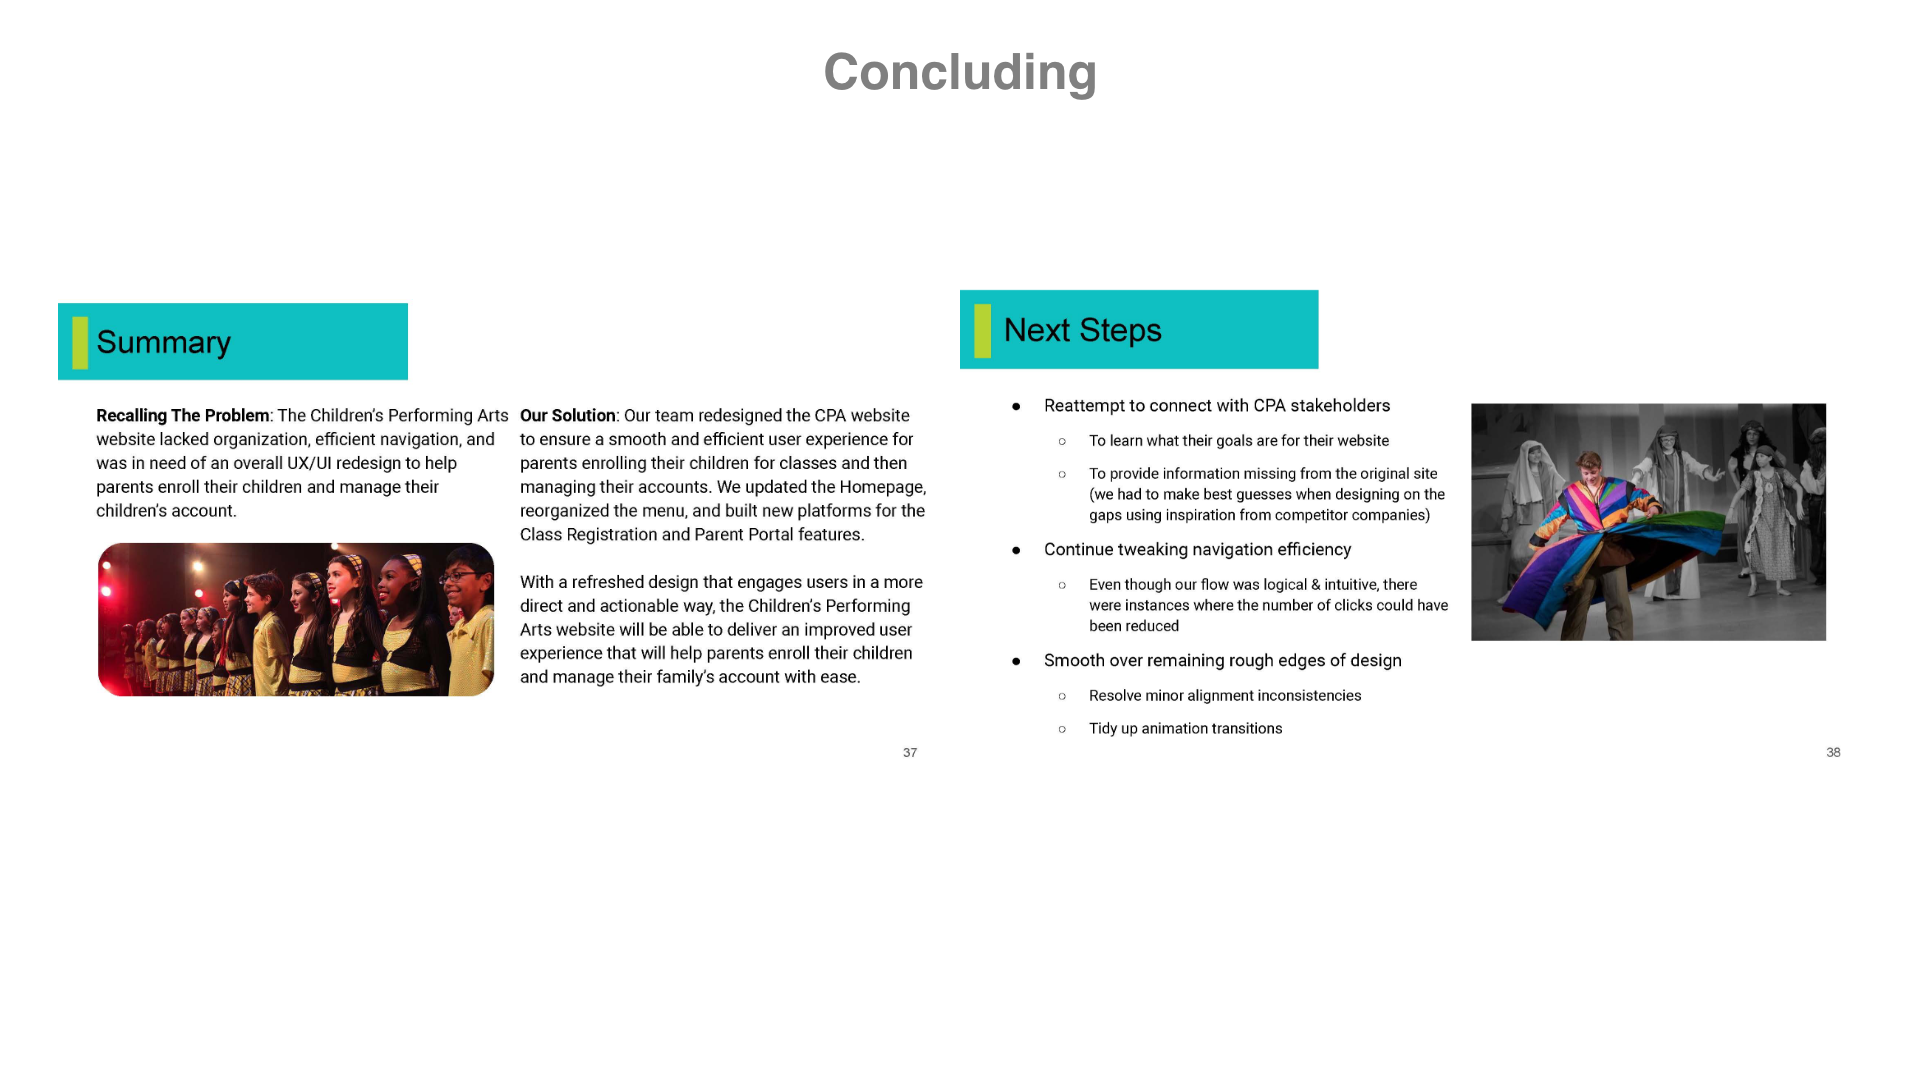 Concluding
Summary
Recalling The Problem: The Children's Performing Arts
website lacked organization, efficient navigation, and
was in need of an overall UX/UI redesign to help
parents enroll their children and manage their
children's account.
Our Solution: Our team redesigned the CPA website
to ensure a smooth and efficient user experience for
parents enrolling their children for classes and then
managing their accounts. We updated the Homepage,
reorganized the menu, and built new platforms for the
Class Registration and Parent Portal features.
With a refreshed design that engages users in a more
direct and actionable way, the Children's Performing
Arts website will be able to deliver an improved user
experience that will help parents enroll their children
and manage their family's account with ease.
37
Next Steps
● Reattempt to connect with CPA stakeholders
○ To learn what their goals are for their website
○ To provide information missing from the original site
(we had to make best guesses when designing on the
gaps using inspiration from competitor companies)
● Continue tweaking navigation efficiency
○ Even though our flow was logical & intuitive, there
were instances where the number of clicks could have
been reduced
● Smooth over remaining rough edges of design
○ Resolve minor alignment inconsistencies
○ Tidy up animation transitions
38